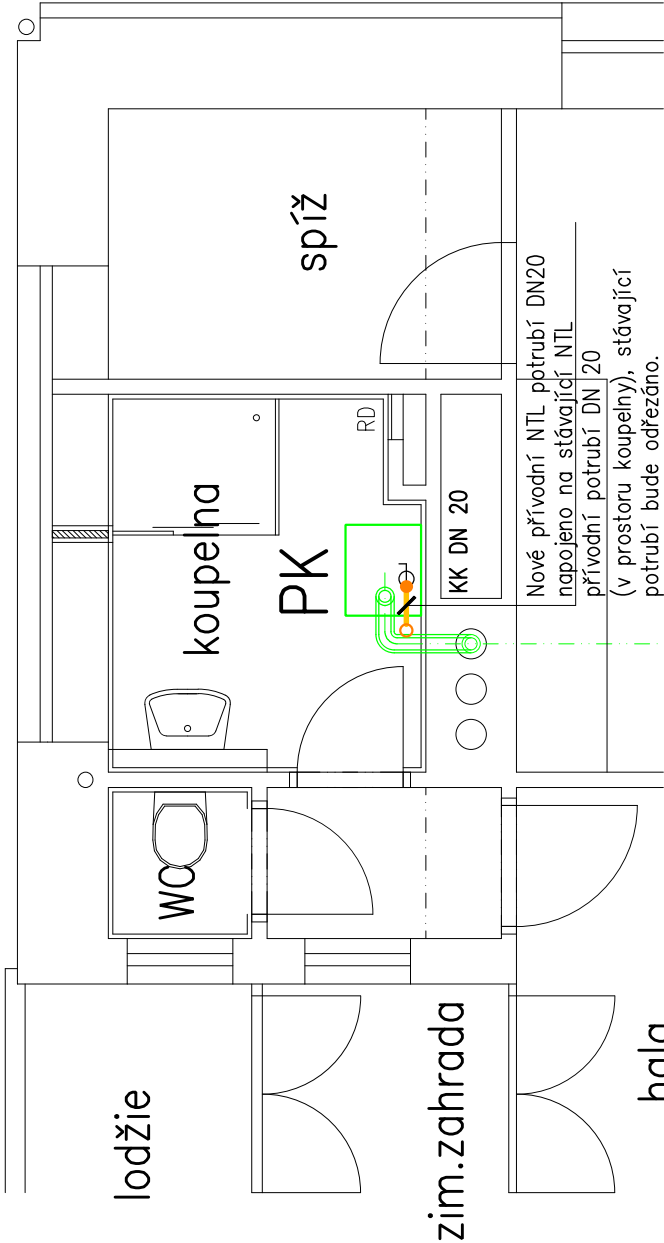 spíž
koupelna
RD
PK
KK DN 20
Nové přívodní NTL potrubí DN20
napojeno na stávající NTL
přívodní potrubí DN 20
(v prostoru koupelny), stávající
potrubí bude odřezáno.
WC
lodžie
zim.zahrada
hala